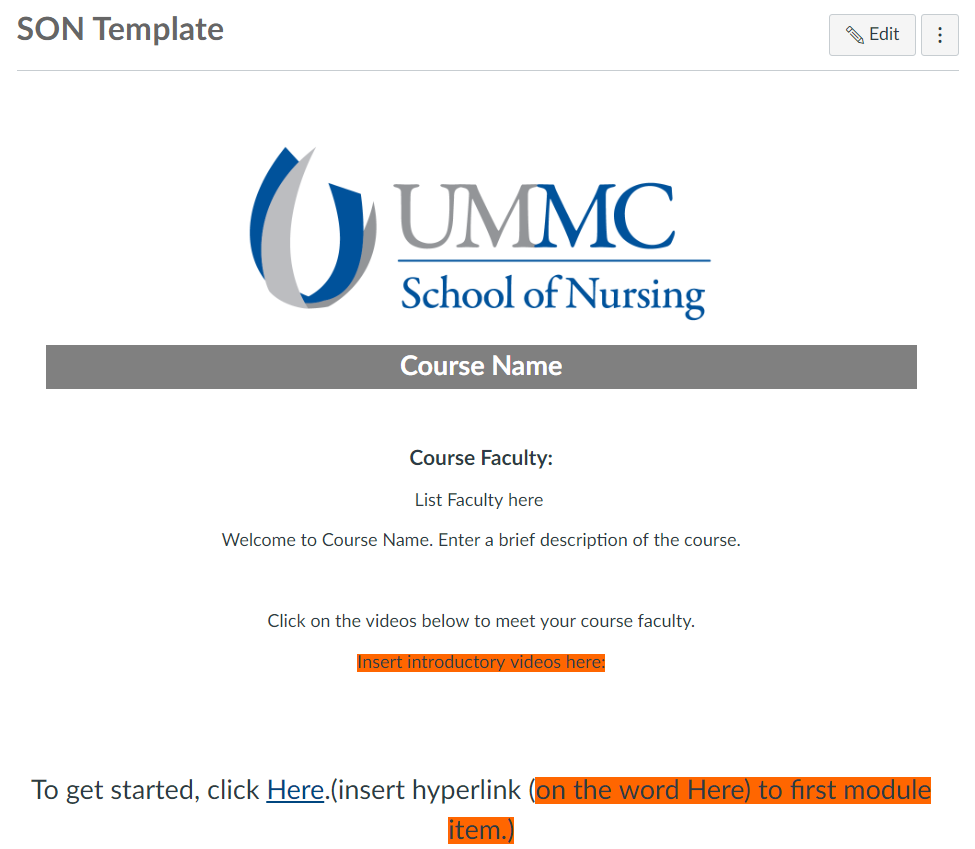 SON Template
Edit
UMMC
School of Nursing
Course Name
Course Faculty:
List Faculty here
Welcome to Course Name. Enter a brief description of the course.
Click on the videos below to meet your course faculty.
Insert introductory videos here:
To get started, click Here.(insert hyperlink (on the word Here) to first module
item.)